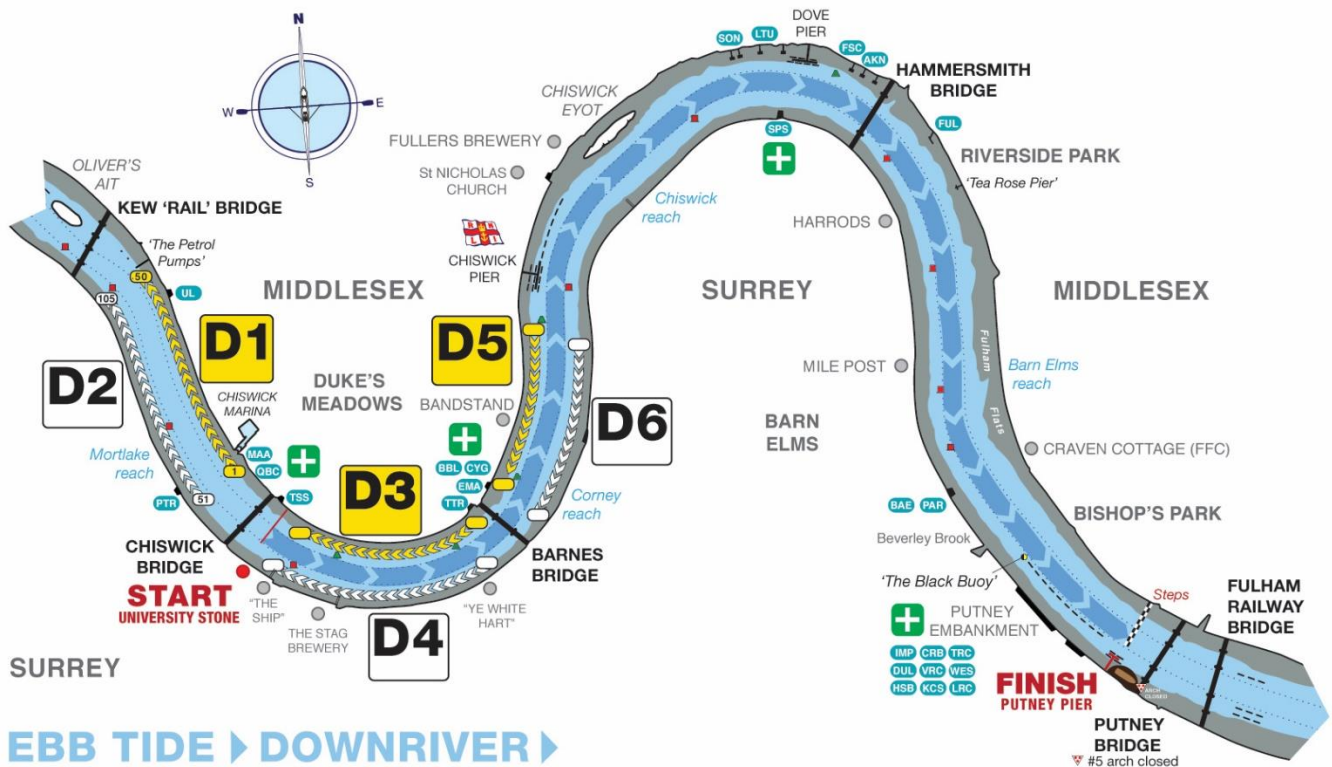 N
W
E
S
OLIVER'S
AIT
KEW 'RAIL' BRIDGE
'The Petrol
Pumps'
50
105
UL
MIDDLESEX
D1
D2
CHISWICK
MARINA
Mortlake
reach
1
51
PTR
MAA
QBC
TSS
CHISWICK
BRIDGE
START
UNIVERSITY STONE
"THE
SHIP"
THE STAG
BREWERY
D3
D4
"YE WHITE
HART"
DUKE'S
MEADOWS
BANDSTAND
BBL
CYG
EMA
TTR
BARNES
BRIDGE
D5
D6
Corney
reach
RNLI
CHISWICK
PIER
St NICHOLAS
CHURCH
FULLERS BREWERY
CHISWICK
EYOT
Chiswick
reach
SON
LTU
DOVE
PIER
FSC
AKN
HAMMERSMITH
BRIDGE
SPS
FUL
RIVERSIDE PARK
'Tea Rose Pier'
HARRODS
SURREY
MIDDLESEX
MILE POST
Fulham
Flats
Barn Elms
reach
BARN
ELMS
CRAVEN COTTAGE (FFC)
BAE
PAR
BISHOP'S PARK
Beverley Brook
'The Black Buoy'
PUTNEY
EMBANKMENT
IMP CRB TRC
DUL VRC WES
HSB KCS LRC
Steps
FULHAM
RAILWAY
BRIDGE
FINISH
PUTNEY PIER
ARCH
CLOSED
PUTNEY
BRIDGE
#5 arch closed
SURREY
EBB TIDE DOWNRIVER